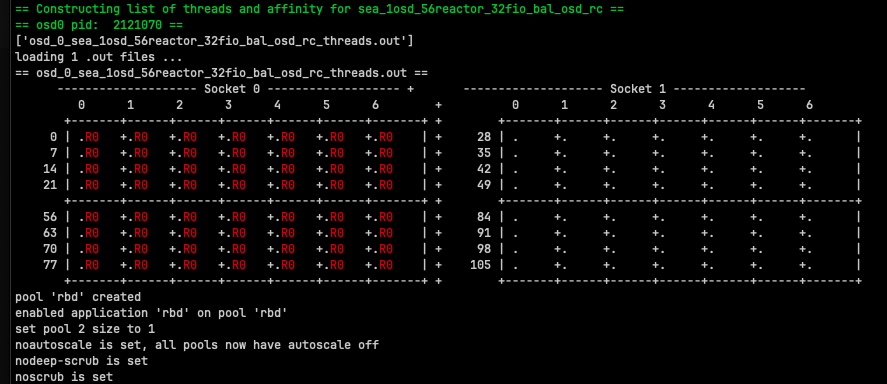 == Constructing list of threads and affinity for sea_1osd_56reactor_32fio_bal_osd_rc ==
== osd0 pid:  2121070 ==
['osd_0_sea_1osd_56reactor_32fio_bal_osd_rc_threads.out']
loading 1 .out files ...
== osd_0_sea_1osd_56reactor_32fio_bal_osd_rc_threads.out ==
      -------------------- Socket 0 ------------------- +       -------------------- Socket 1 -------------------
         0      1      2      3      4      5      6        +          0      1      2      3      4      5      6
       +-------+------+------+------+------+------+-------+ +        +-------+------+------+------+------+------+-------+
     0 | .R0   +.R0   +.R0   +.R0   +.R0   +.R0   +.R0    | +     28 | .     +.     +.     +.     +.     +.     +.      |
     7 | .R0   +.R0   +.R0   +.R0   +.R0   +.R0   +.R0    | +     35 | .     +.     +.     +.     +.     +.     +.      |
    14 | .R0   +.R0   +.R0   +.R0   +.R0   +.R0   +.R0    | +     42 | .     +.     +.     +.     +.     +.     +.      |
    21 | .R0   +.R0   +.R0   +.R0   +.R0   +.R0   +.R0    | +     49 | .     +.     +.     +.     +.     +.     +.      |
       +-------+------+------+------+------+------+-------+ +        +-------+------+------+------+------+------+-------+
    56 | .R0   +.R0   +.R0   +.R0   +.R0   +.R0   +.R0    | +     84 | .     +.     +.     +.     +.     +.     +.      |
    63 | .R0   +.R0   +.R0   +.R0   +.R0   +.R0   +.R0    | +     91 | .     +.     +.     +.     +.     +.     +.      |
    70 | .R0   +.R0   +.R0   +.R0   +.R0   +.R0   +.R0    | +     98 | .     +.     +.     +.     +.     +.     +.      |
    77 | .R0   +.R0   +.R0   +.R0   +.R0   +.R0   +.R0    | +    105 | .     +.     +.     +.     +.     +.     +.      |
       +-------+------+------+------+------+------+-------+ +        +-------+------+------+------+------+------+-------+
pool 'rbd' created
enabled application 'rbd' on pool 'rbd'
set pool 2 size to 1
noautoscale is set, all pools now have autoscale off
nodeep-scrub is set
noscrub is set